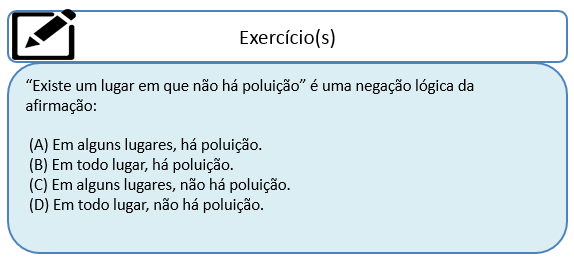 Exercício(s)
“Existe um lugar em que não há poluição” é uma negação lógica da
afirmação:
(A) Em alguns lugares, há poluição.
(B) Em todo lugar, há poluição.
(C) Em alguns lugares, não há poluição.
(D) Em todo lugar, não há poluição.